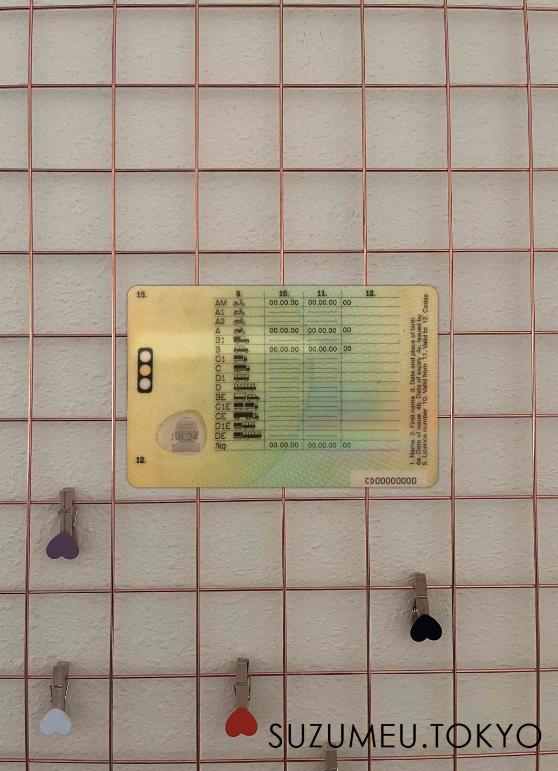 13. 9. 10. 11. 12.
AM 00.00.00 00.00.00 00
A1
A2
A 00.00.00 00.00.00 00
B1
B 00.00.00 00.00.00 00
C1
C
D1
D
BE
C1E
CE
D1E
DE
fkq 00.00.00 00.00.00 00
JUL24
12.
CD00000000
1. Name 2. First name 3. Date and place of birth
4a. Date of issue 4b. Date of expiry 4c. Issued by
5. Licence number 10. Valid from 11. Valid to 12. Codes
SUZUMEU.TOKYO